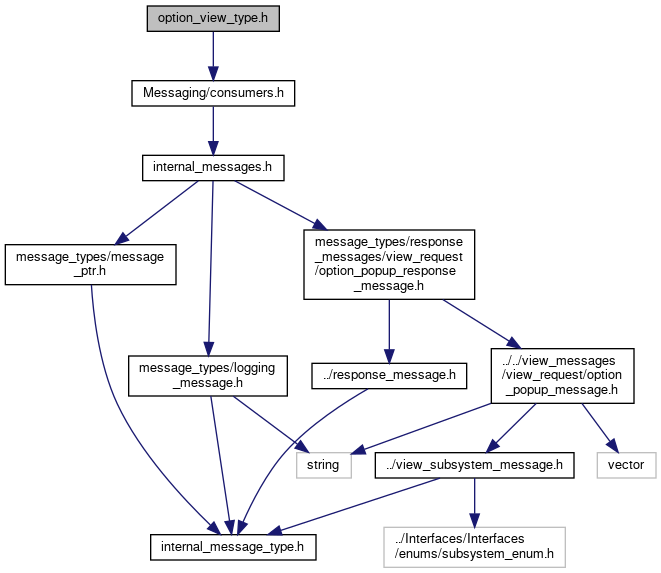 option_view_type.h
Messaging/consumers.h
internal_messages.h
message_types/message
_ptr.h
message_types/response
_messages/view_request
/option_popup_response
_message.h
message_types/logging
_message.h
../response_message.h
../../view_messages
/view_request/option
_popup_message.h
string
../view_subsystem_message.h
vector
internal_message_type.h
../Interfaces/Interfaces
/enums/subsystem_enum.h